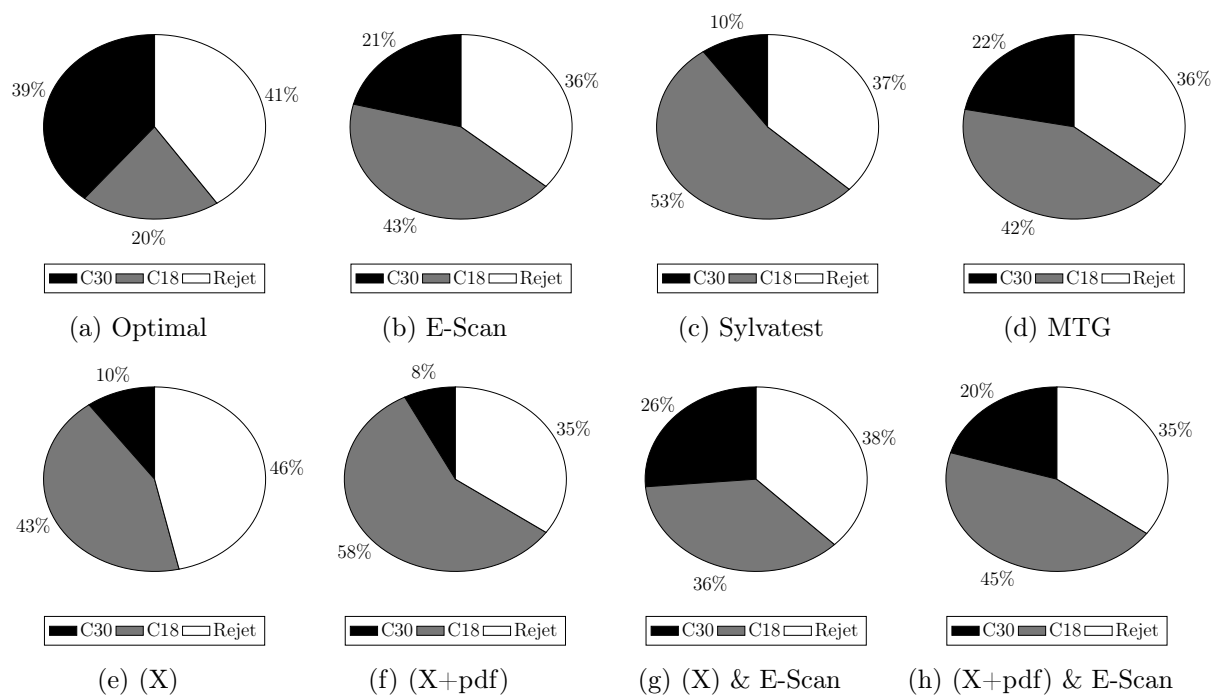 39%
41%
20%
C30 C18 Rejet
(a) Optimal
21%
36%
43%
C30 C18 Rejet
(b) E-Scan
10%
37%
53%
C30 C18 Rejet
(c) Sylvatest
22%
36%
42%
C30 C18 Rejet
(d) MTG
10%
46%
43%
C30 C18 Rejet
(e) (X)
8%
35%
58%
C30 C18 Rejet
(f) (X+pdf)
26%
38%
36%
C30 C18 Rejet
(g) (X) & E-Scan
20%
35%
45%
C30 C18 Rejet
(h) (X+pdf) & E-Scan